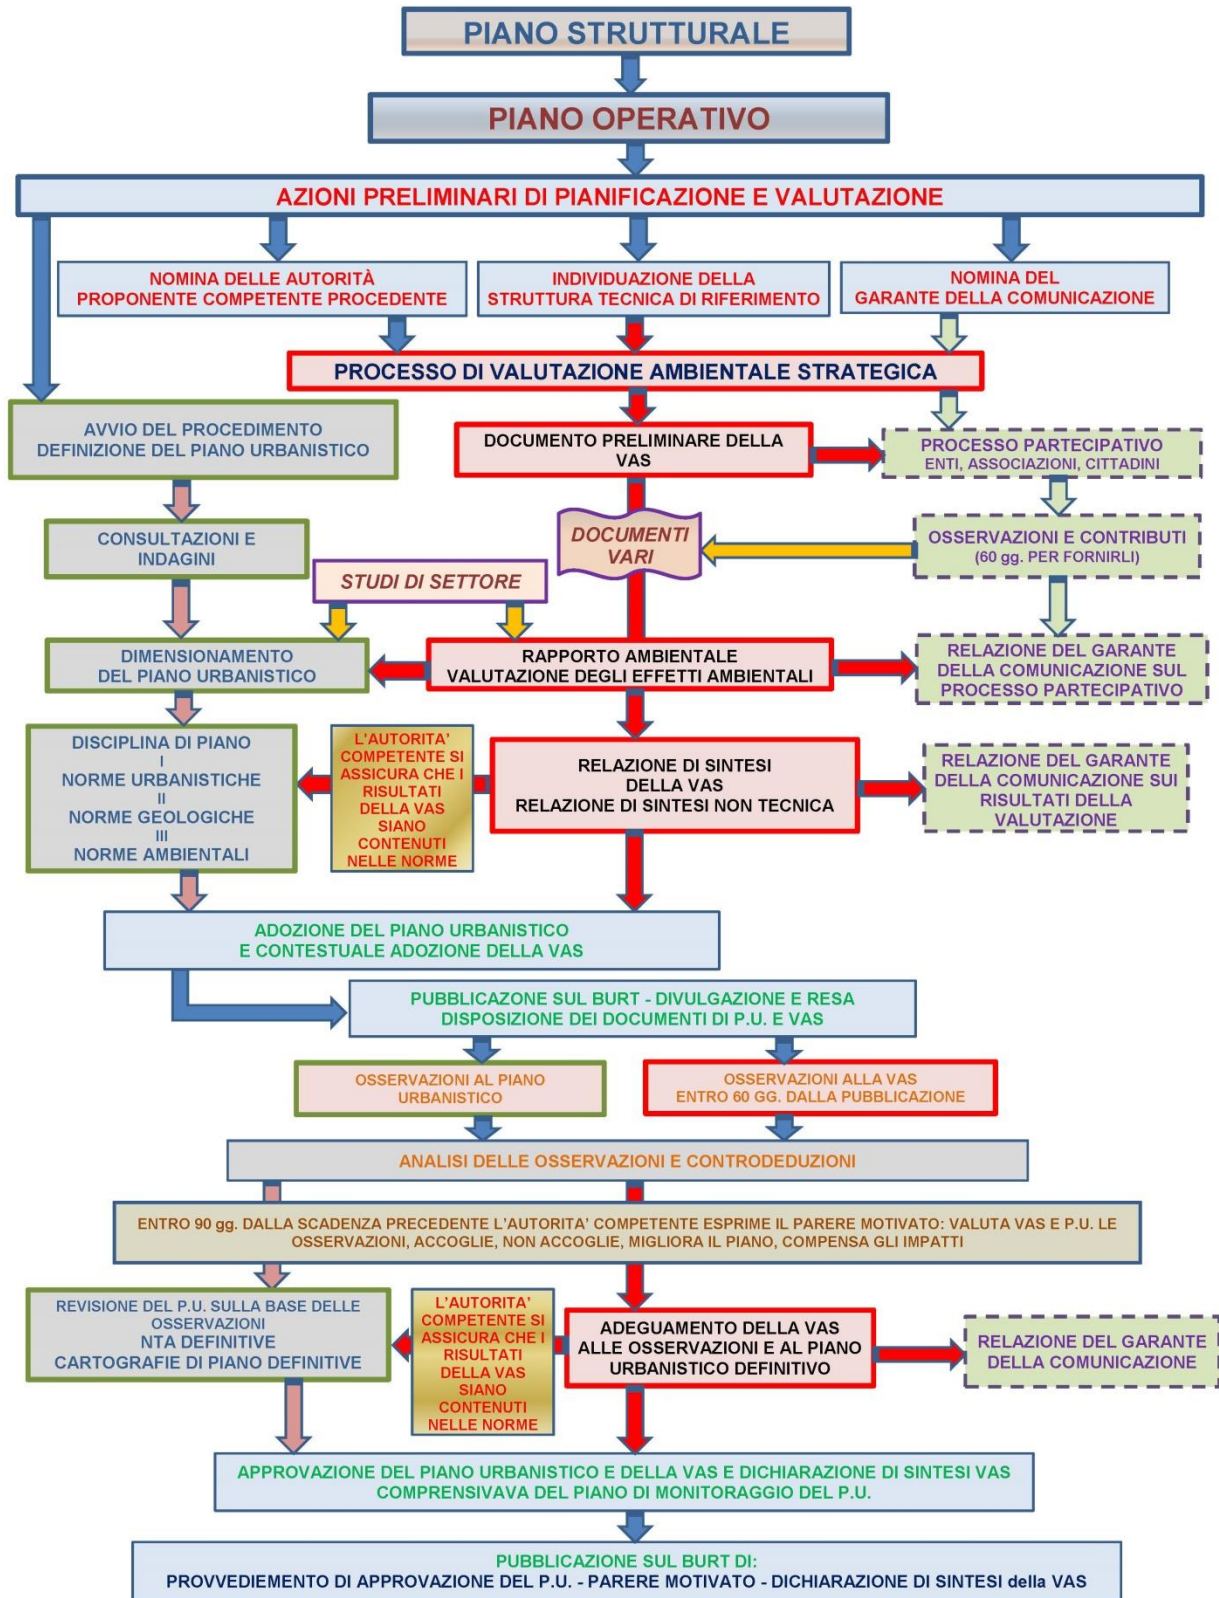 PIANO STRUTTURALE
PIANO OPERATIVO
AZIONI PRELIMINARI DI PIANIFICAZIONE E VALUTAZIONE
NOMINA DELLE AUTORITÀ
PROPONENTE COMPETENTE PROCEDENTE
INDIVIDUAZIONE DELLA
STRUTTURA TECNICA DI RIFERIMENTO
NOMINA DEL
GARANTE DELLA COMUNICAZIONE
PROCESSO DI VALUTAZIONE AMBIENTALE STRATEGICA
AVVIO DEL PROCEDIMENTO
DEFINIZIONE DEL PIANO URBANISTICO
DOCUMENTO PRELIMINARE DELLA
VAS
PROCESSO PARTECIPATIVO
ENTI, ASSOCIAZIONI, CITTADINI
CONSULTAZIONI E
INDAGINI
DOCUMENTI
VARI
OSSERVAZIONI E CONTRIBUTI
(60 gg. PER FORNIRLI)
STUDI DI SETTORE
DIMENSIONAMENTO
DEL PIANO URBANISTICO
RAPPORTO AMBIENTALE
VALUTAZIONE DEGLI EFFETTI AMBIENTALI
RELAZIONE DEL GARANTE
DELLA COMUNICAZIONE SUL
PROCESSO PARTECIPATIVO
DISCIPLINA DI PIANO
I
NORME URBANISTICHE
II
NORME GEOLOGICHE
III
NORME AMBIENTALI
L'AUTORITA'
COMPETENTE SI
ASSICURA CHE I
RISULTATI
DELLA VAS
SIANO
CONTENUTI
NELLE NORME
RELAZIONE DI SINTESI
DELLA VAS
RELAZIONE DI SINTESI NON TECNICA
RELAZIONE DEL GARANTE
DELLA COMUNICAZIONE SUI
RISULTATI DELLA
VALUTAZIONE
ADOZIONE DEL PIANO URBANISTICO
E CONTESTUALE ADOZIONE DELLA VAS
PUBBLICAZONE SUL BURT - DIVULGAZIONE E RESA
DISPOSIZIONE DEI DOCUMENTI DI P.U. E VAS
OSSERVAZIONI AL PIANO
URBANISTICO
OSSERVAZIONI ALLA VAS
ENTRO 60 GG. DALLA PUBBLICAZIONE
ANALISI DELLE OSSERVAZIONI E CONTRODEDUZIONI
ENTRO 90 gg. DALLA SCADENZA PRECEDENTE L'AUTORITA' COMPETENTE ESPRIME IL PARERE MOTIVATO: VALUTA VAS E P.U. LE
OSSERVAZIONI, ACCOGLIE, NON ACCOGLIE, MIGLIORA IL PIANO, COMPENSA GLI IMPATTI
REVISIONE DEL P.U. SULLA BASE DELLE
OSSERVAZIONI
NTA DEFINITIVE
CARTOGRAFIE DI PIANO DEFINITIVE
L'AUTORITA'
COMPETENTE SI
ASSICURA CHE I
RISULTATI
DELLA VAS
SIANO
CONTENUTI
NELLE NORME
ADEGUAMENTO DELLA VAS
ALLE OSSERVAZIONI E AL PIANO
URBANISTICO DEFINITIVO
RELAZIONE DEL GARANTE
DELLA COMUNICAZIONE
APPROVAZIONE DEL PIANO URBANISTICO E DELLA VAS E DICHIARAZIONE DI SINTESI VAS
COMPRENSIVAVA DEL PIANO DI MONITORAGGIO DEL P.U.
PUBBLICAZIONE SUL BURT DI:
PROVVEDIEMENTO DI APPROVAZIONE DEL P.U. - PARERE MOTIVATO - DICHIARAZIONE DI SINTESI della VAS